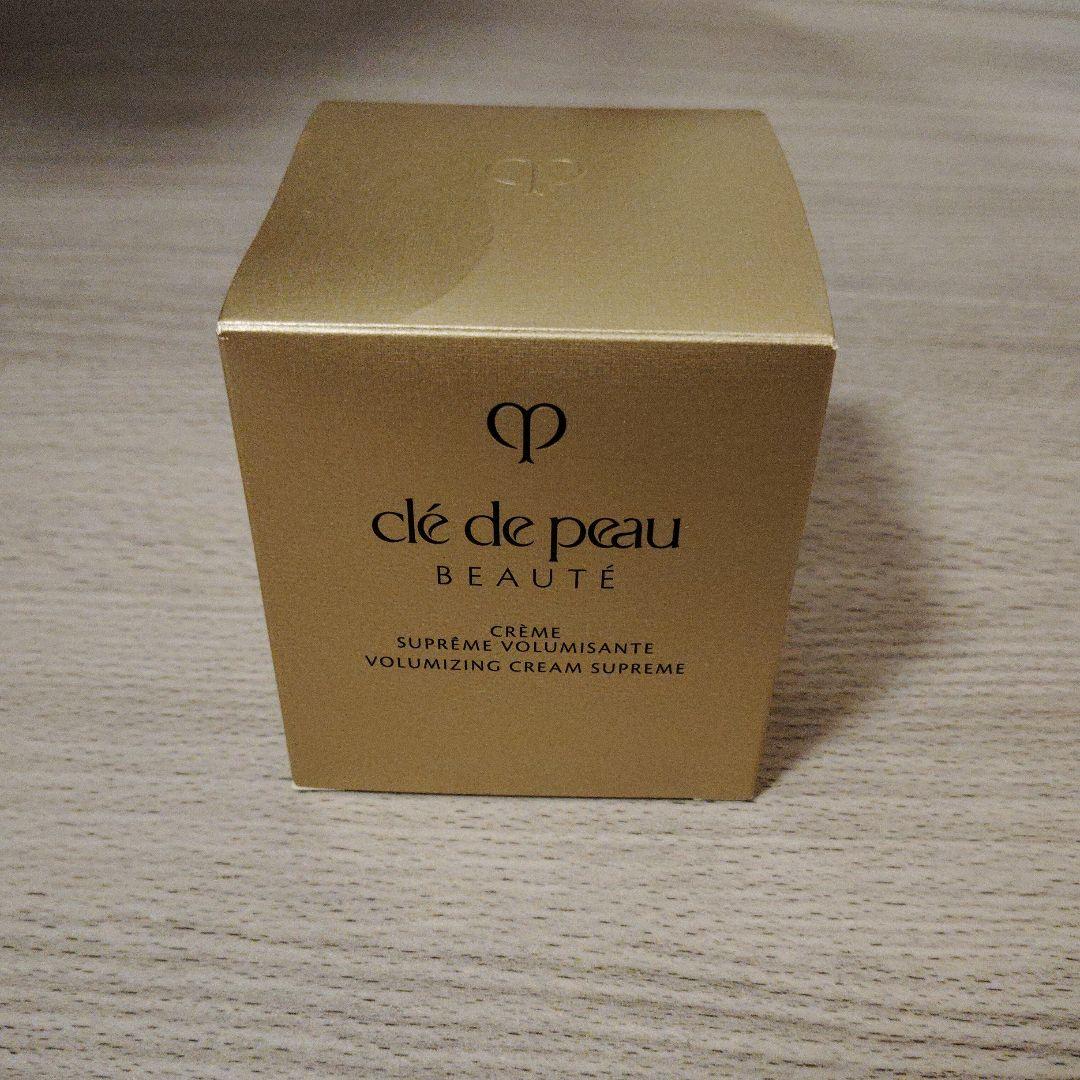 clé de peau
BEAUTÉ
CRÈME
SUPRÊME VOLUMISANTE
VOLUMIZING CREAM SUPREME